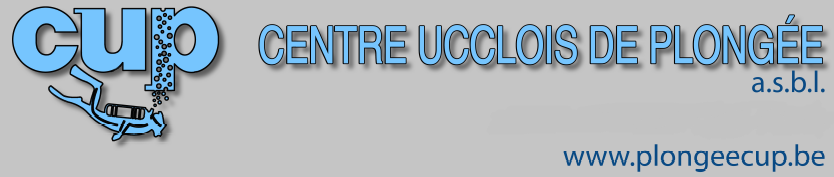 cup
CENTRE UCCLOIS DE PLONGÉE
a.s.b.l.
www.plongeecup.be